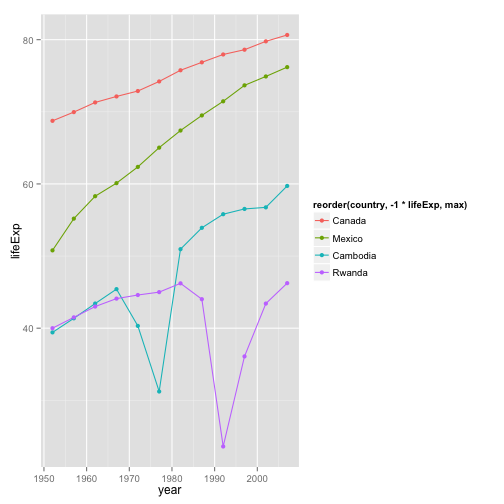 80
60
40
lifeExp
1950 1960 1970 1980 1990 2000
year
reorder(country, -1 * lifeExp, max)
Canada
Mexico
Cambodia
Rwanda